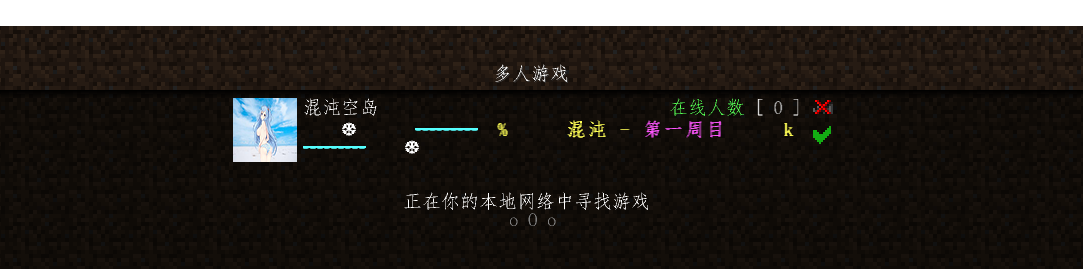 多人游戏
混沌空岛 在线人数 [ 0 ]
❆ ──────── % 混沌 - 第一周目 k
──────── ❆
正在你的本地网络中寻找游戏
o O o